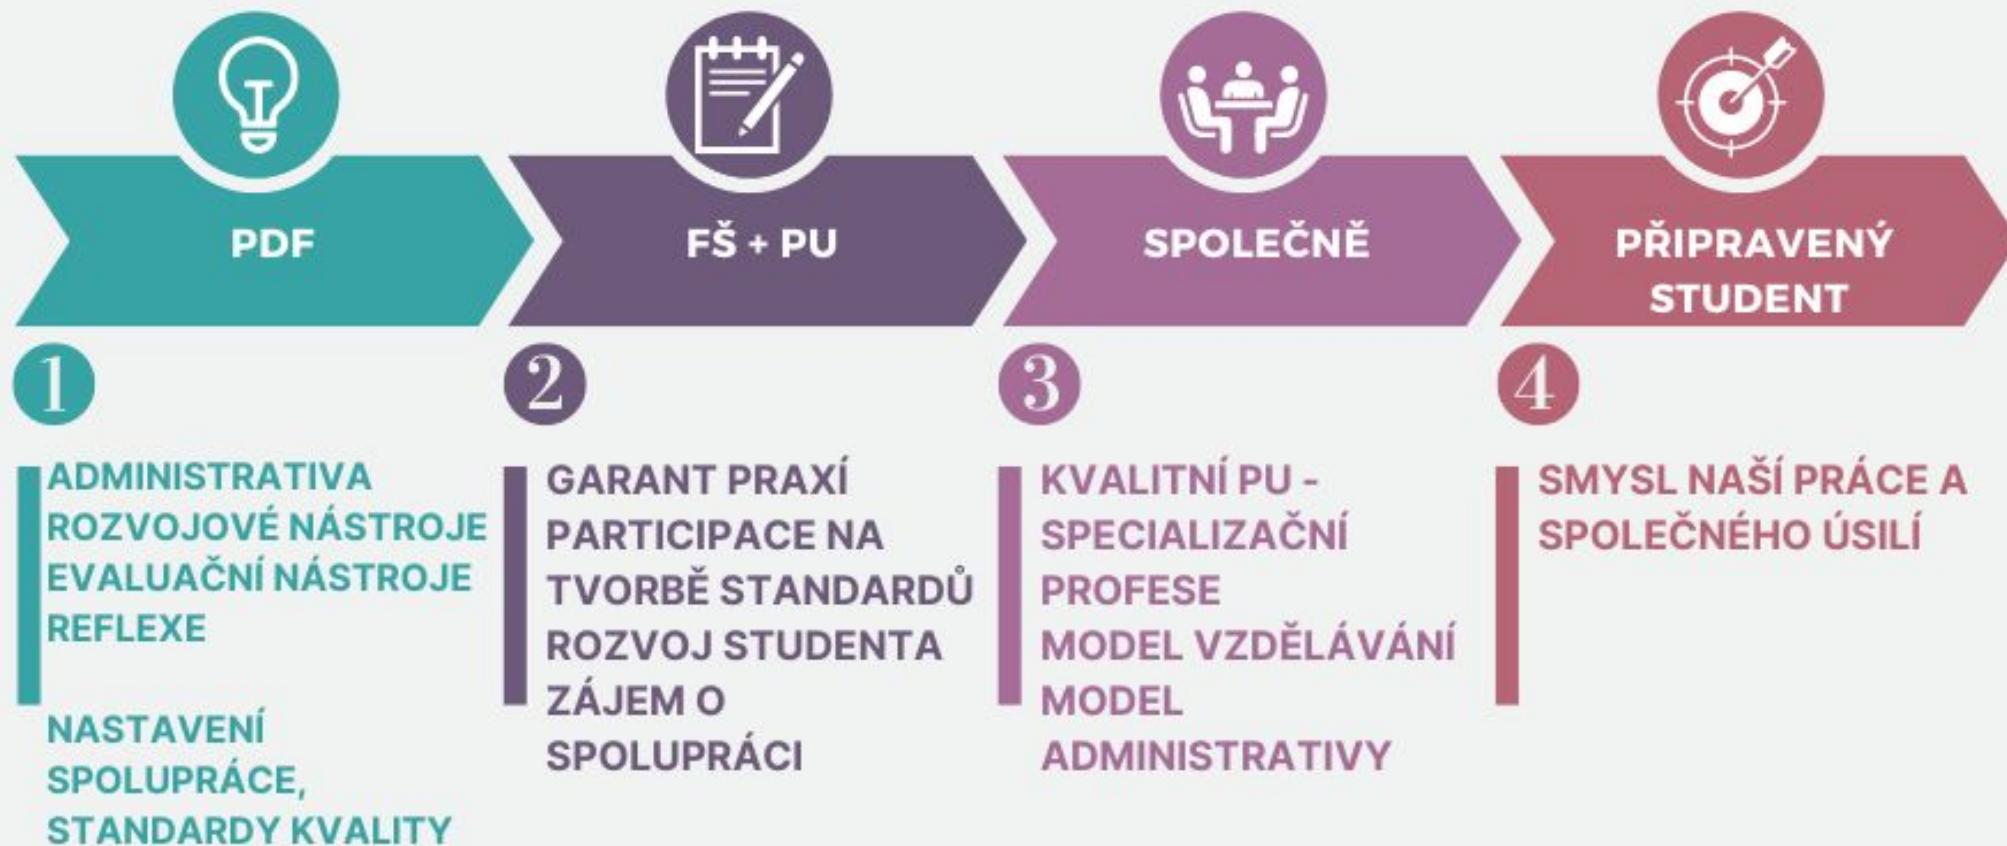 PDF
FŠ + PU
SPOLEČNĚ
PŘIPRAVENÝ
STUDENT
1
ADMINISTRATIVA
ROZVOJOVÉ NÁSTROJE
EVALUAČNÍ NÁSTROJE
REFLEXE
NASTAVENÍ
SPOLUPRÁCE,
STANDARDY KVALITY
2
GARANT PRAXÍ
PARTICIPACE NA
TVORBĚ STANDARDŮ
ROZVOJ STUDENTA
ZÁJEM O
SPOLUPRÁCI
3
KVALITNÍ PU -
SPECIALIZAČNÍ
PROFESE
MODEL VZDĚLÁVÁNÍ
MODEL
ADMINISTRATIVY
4
SMYSL NAŠÍ PRÁCE A
SPOLEČNÉHO ÚSILÍ